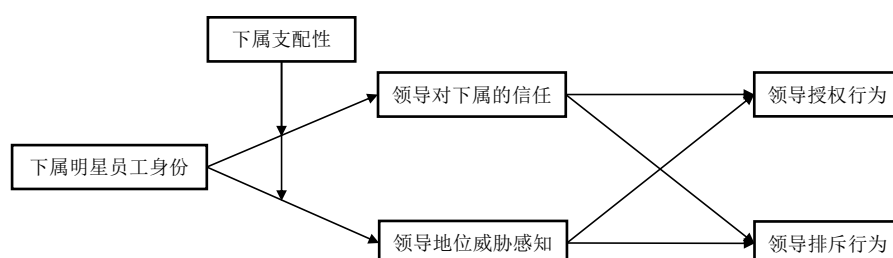 下属支配性
领导对下属的信任
领导授权行为
下属明星员工身份
领导地位威胁感知
领导排斥行为